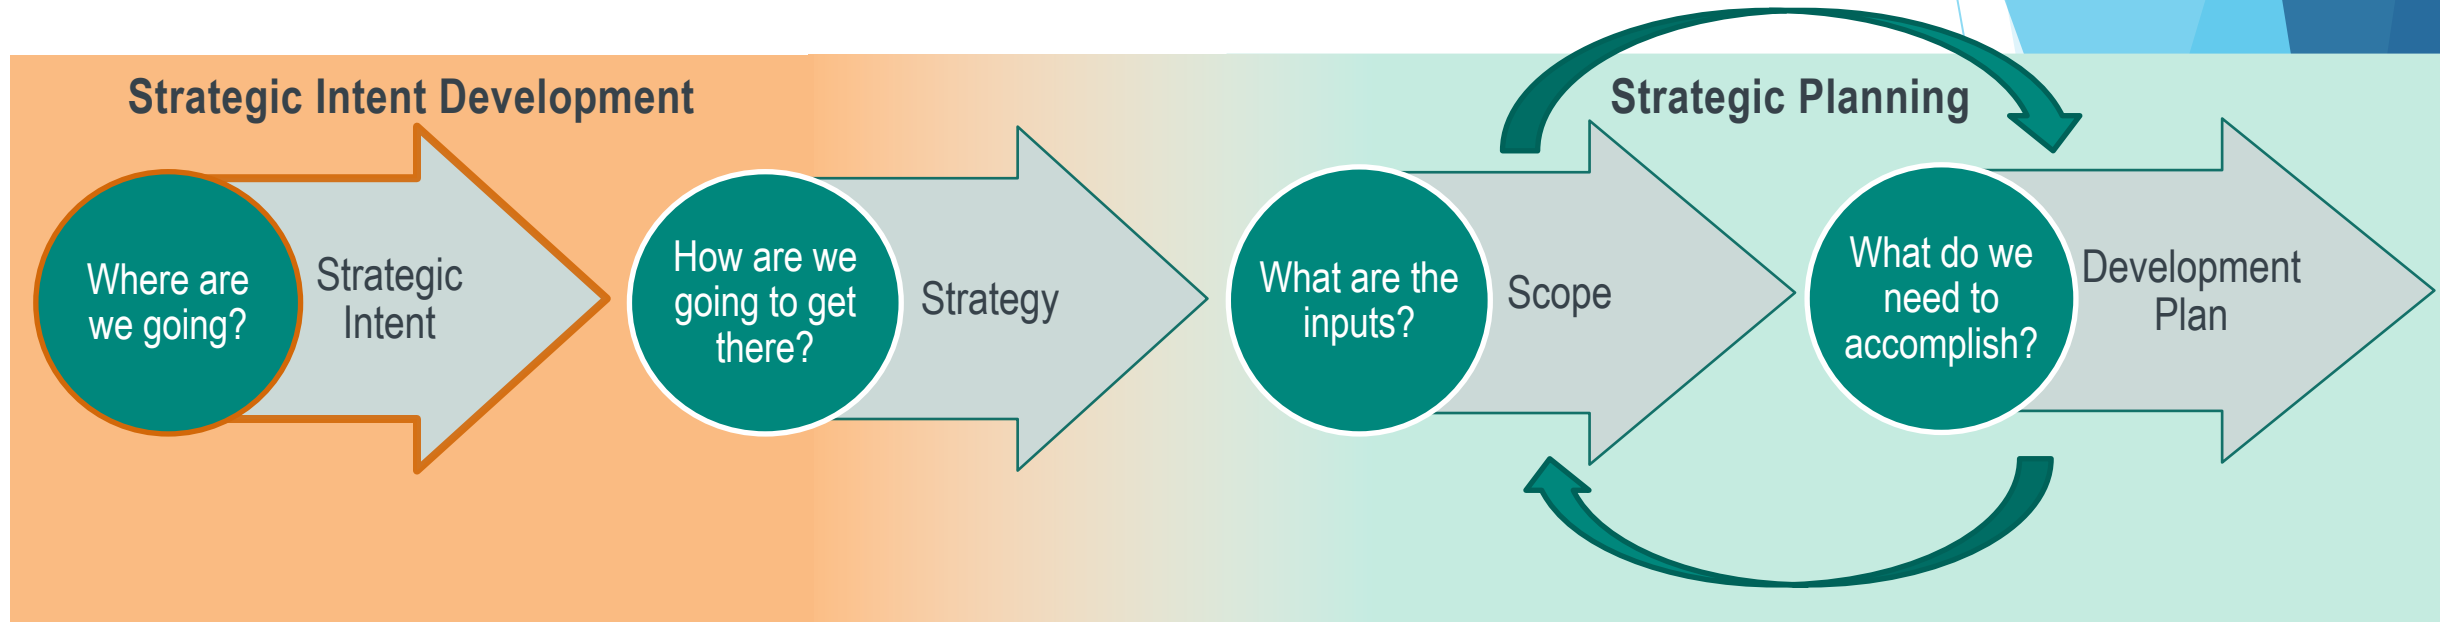 Strategic Intent Development
Strategic Planning
Where are
we going?
Strategic
Intent
How are we
going to get
there?
Strategy
What are the
inputs?
Scope
What do we
need to
accomplish?
Development
Plan